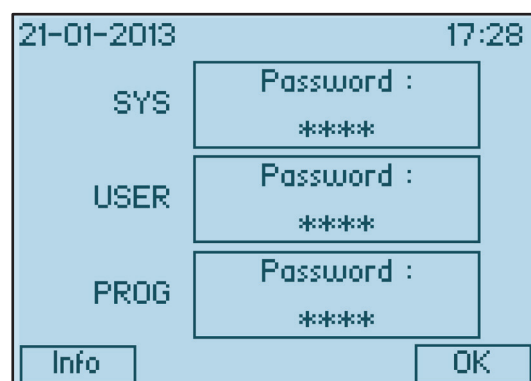 21-01-2013 17:28
SYS
Password :
****
USER
Password :
****
PROG
Password :
****
Info OK